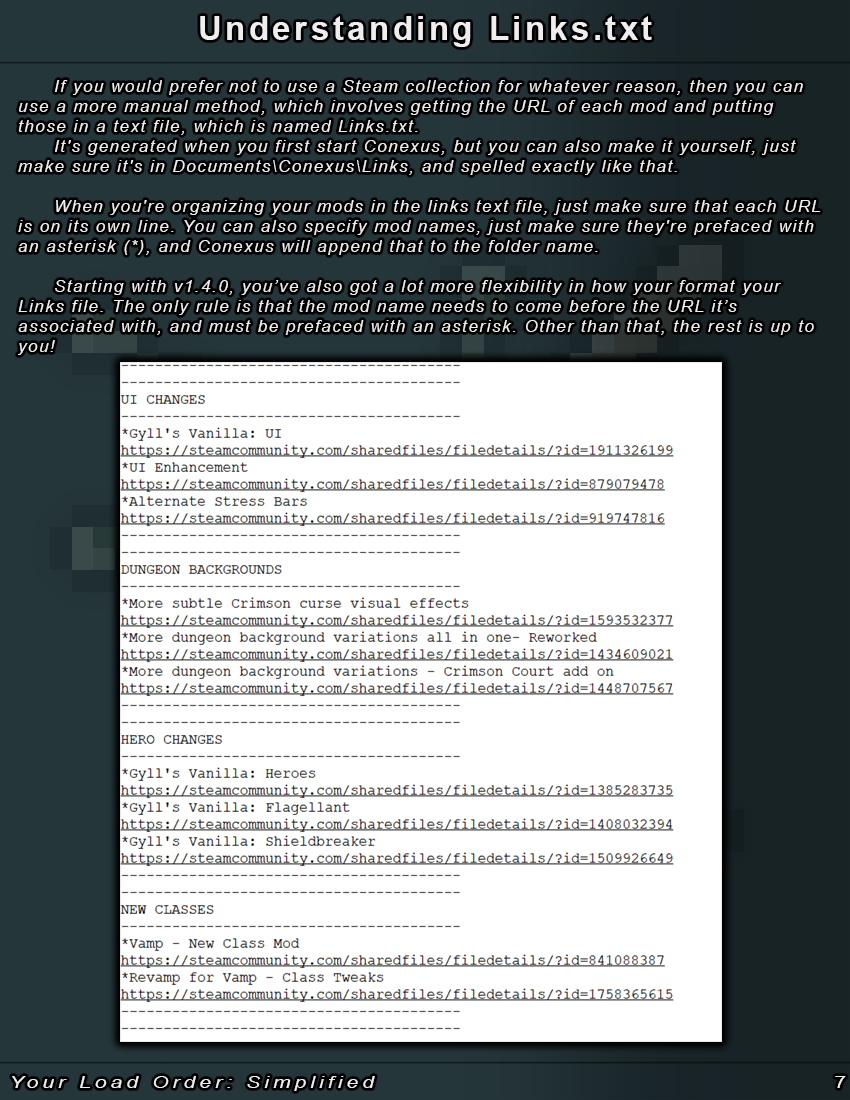 Understanding Links.txt
If you would prefer not to use a Steam collection for whatever reason, then you can
use a more manual method, which involves getting the URL of each mod and putting
those in a text file, which is named Links.txt.
It's generated when you first start Conexus, but you can also make it yourself, just
make sure it's in Documents\Conexus\Links, and spelled exactly like that.
When you're organizing your mods in the links text file, just make sure that each URL
is on its own line. You can also specify mod names, just make sure they're prefaced with
an asterisk (*), and Conexus will append that to the folder name.
Starting with v1.4.0, you’ve also got a lot more flexibility in how your format your
Links file. The only rule is that the mod name needs to come before the URL it’s
associated with, and must be prefaced with an asterisk. Other than that, the rest is up to
you!
----------------------------------------
----------------------------------------
UI CHANGES
----------------------------------------
*Gyll's Vanilla: UI
https://steamcommunity.com/sharedfiles/filedetails/?id=1911326199
*UI Enhancement
https://steamcommunity.com/sharedfiles/filedetails/?id=879079478
*Alternate Stress Bars
https://steamcommunity.com/sharedfiles/filedetails/?id=919747816
----------------------------------------
----------------------------------------
DUNGEON BACKGROUNDS
----------------------------------------
*More subtle Crimson curse visual effects
https://steamcommunity.com/sharedfiles/filedetails/?id=1593532377
*More dungeon background variations all in one- Reworked
https://steamcommunity.com/sharedfiles/filedetails/?id=1434609021
*More dungeon background variations - Crimson Court add on
https://steamcommunity.com/sharedfiles/filedetails/?id=1448707567
----------------------------------------
----------------------------------------
HERO CHANGES
----------------------------------------
*Gyll's Vanilla: Heroes
https://steamcommunity.com/sharedfiles/filedetails/?id=1385283735
*Gyll's Vanilla: Flagellant
https://steamcommunity.com/sharedfiles/filedetails/?id=1408032394
*Gyll's Vanilla: Shieldbreaker
https://steamcommunity.com/sharedfiles/filedetails/?id=1509926649
----------------------------------------
----------------------------------------
NEW CLASSES
----------------------------------------
*Vamp - New Class Mod
https://steamcommunity.com/sharedfiles/filedetails/?id=841088387
*Revamp for Vamp - Class Tweaks
https://steamcommunity.com/sharedfiles/filedetails/?id=1758365615
----------------------------------------
----------------------------------------
Your Load Order: Simplified
7